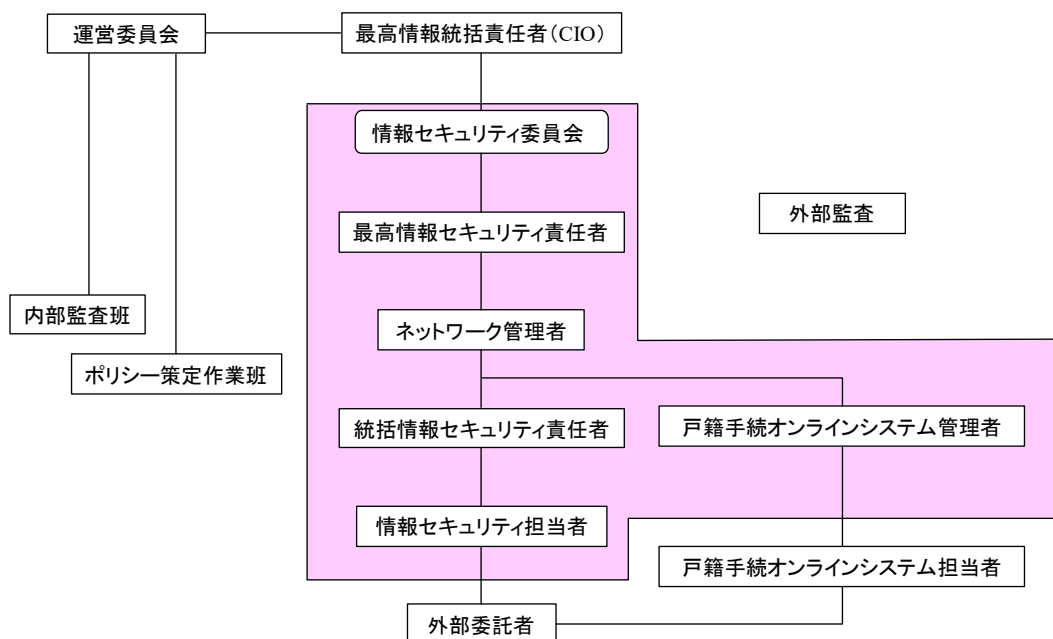 運営委員会
最高情報統括責任者(CIO)
情報セキュリティ委員会
外部監査
最高情報セキュリティ責任者
内部監査班
ネットワーク管理者
ポリシー策定作業班
統括情報セキュリティ責任者
戸籍手続オンラインシステム管理者
情報セキュリティ担当者
戸籍手続オンラインシステム担当者
外部委託者